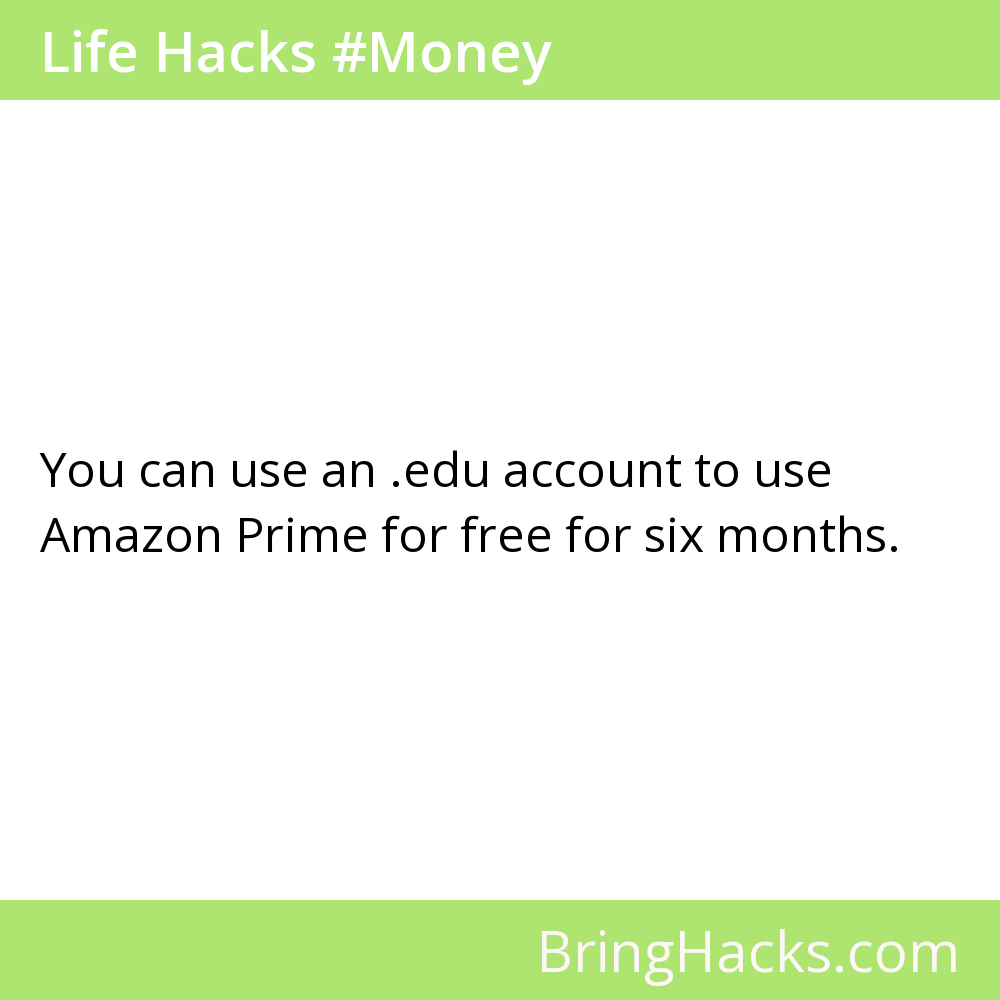 Life Hacks #Money
You can use an .edu account to use
Amazon Prime for free for six months.
BringHacks.com